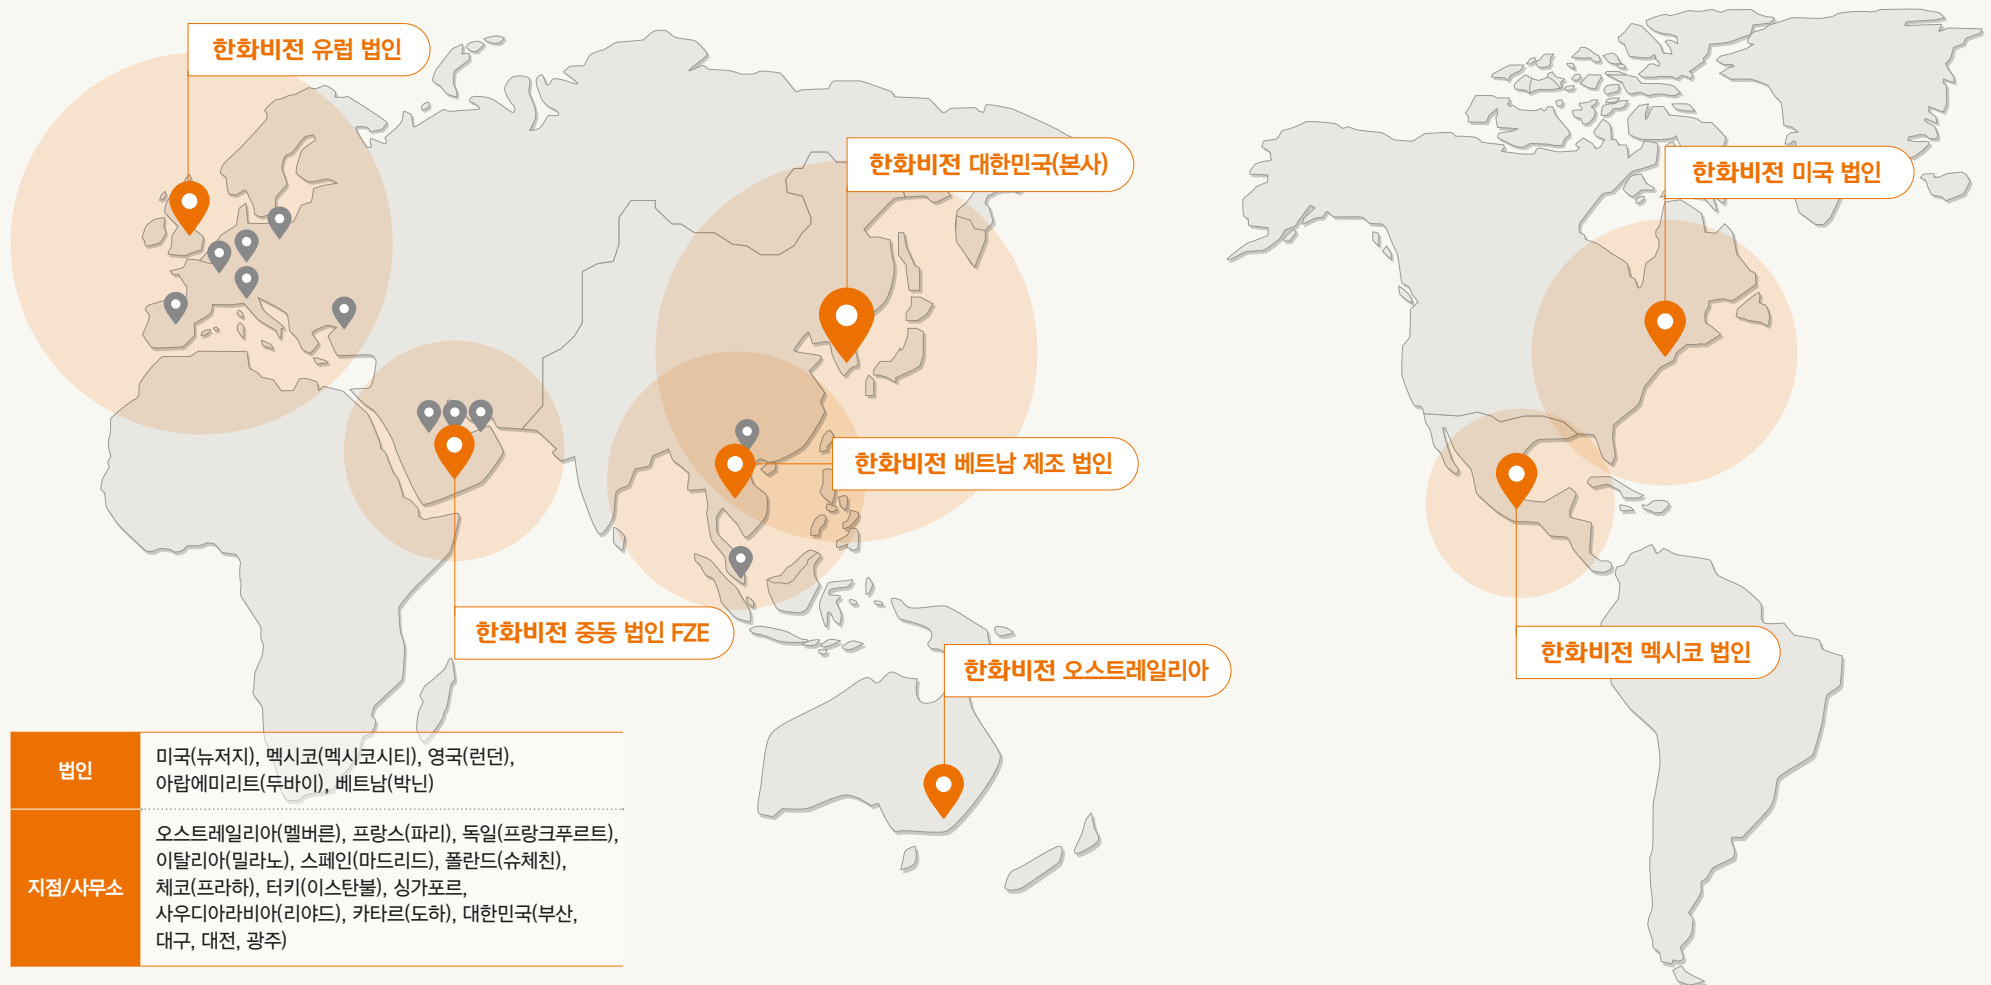 한화비전 유럽 법인
한화비전 대한민국(본사)
한화비전 미국 법인
한화비전 베트남 제조 법인
한화비전 중동 법인 FZE
한화비전 오스트레일리아
한화비전 멕시코 법인
법인
미국(뉴저지), 멕시코(멕시코시티), 영국(런던),
아랍에미리트(두바이), 베트남(박닌)
지점/사무소
오스트레일리아(멜버른), 프랑스(파리), 독일(프랑크푸르트),
이탈리아(밀라노), 스페인(마드리드), 폴란드(슈체친),
체코(프라하), 터키(이스탄불), 싱가포르,
사우디아라비아(리야드), 카타르(도하), 대한민국(부산,
대구, 대전, 광주)